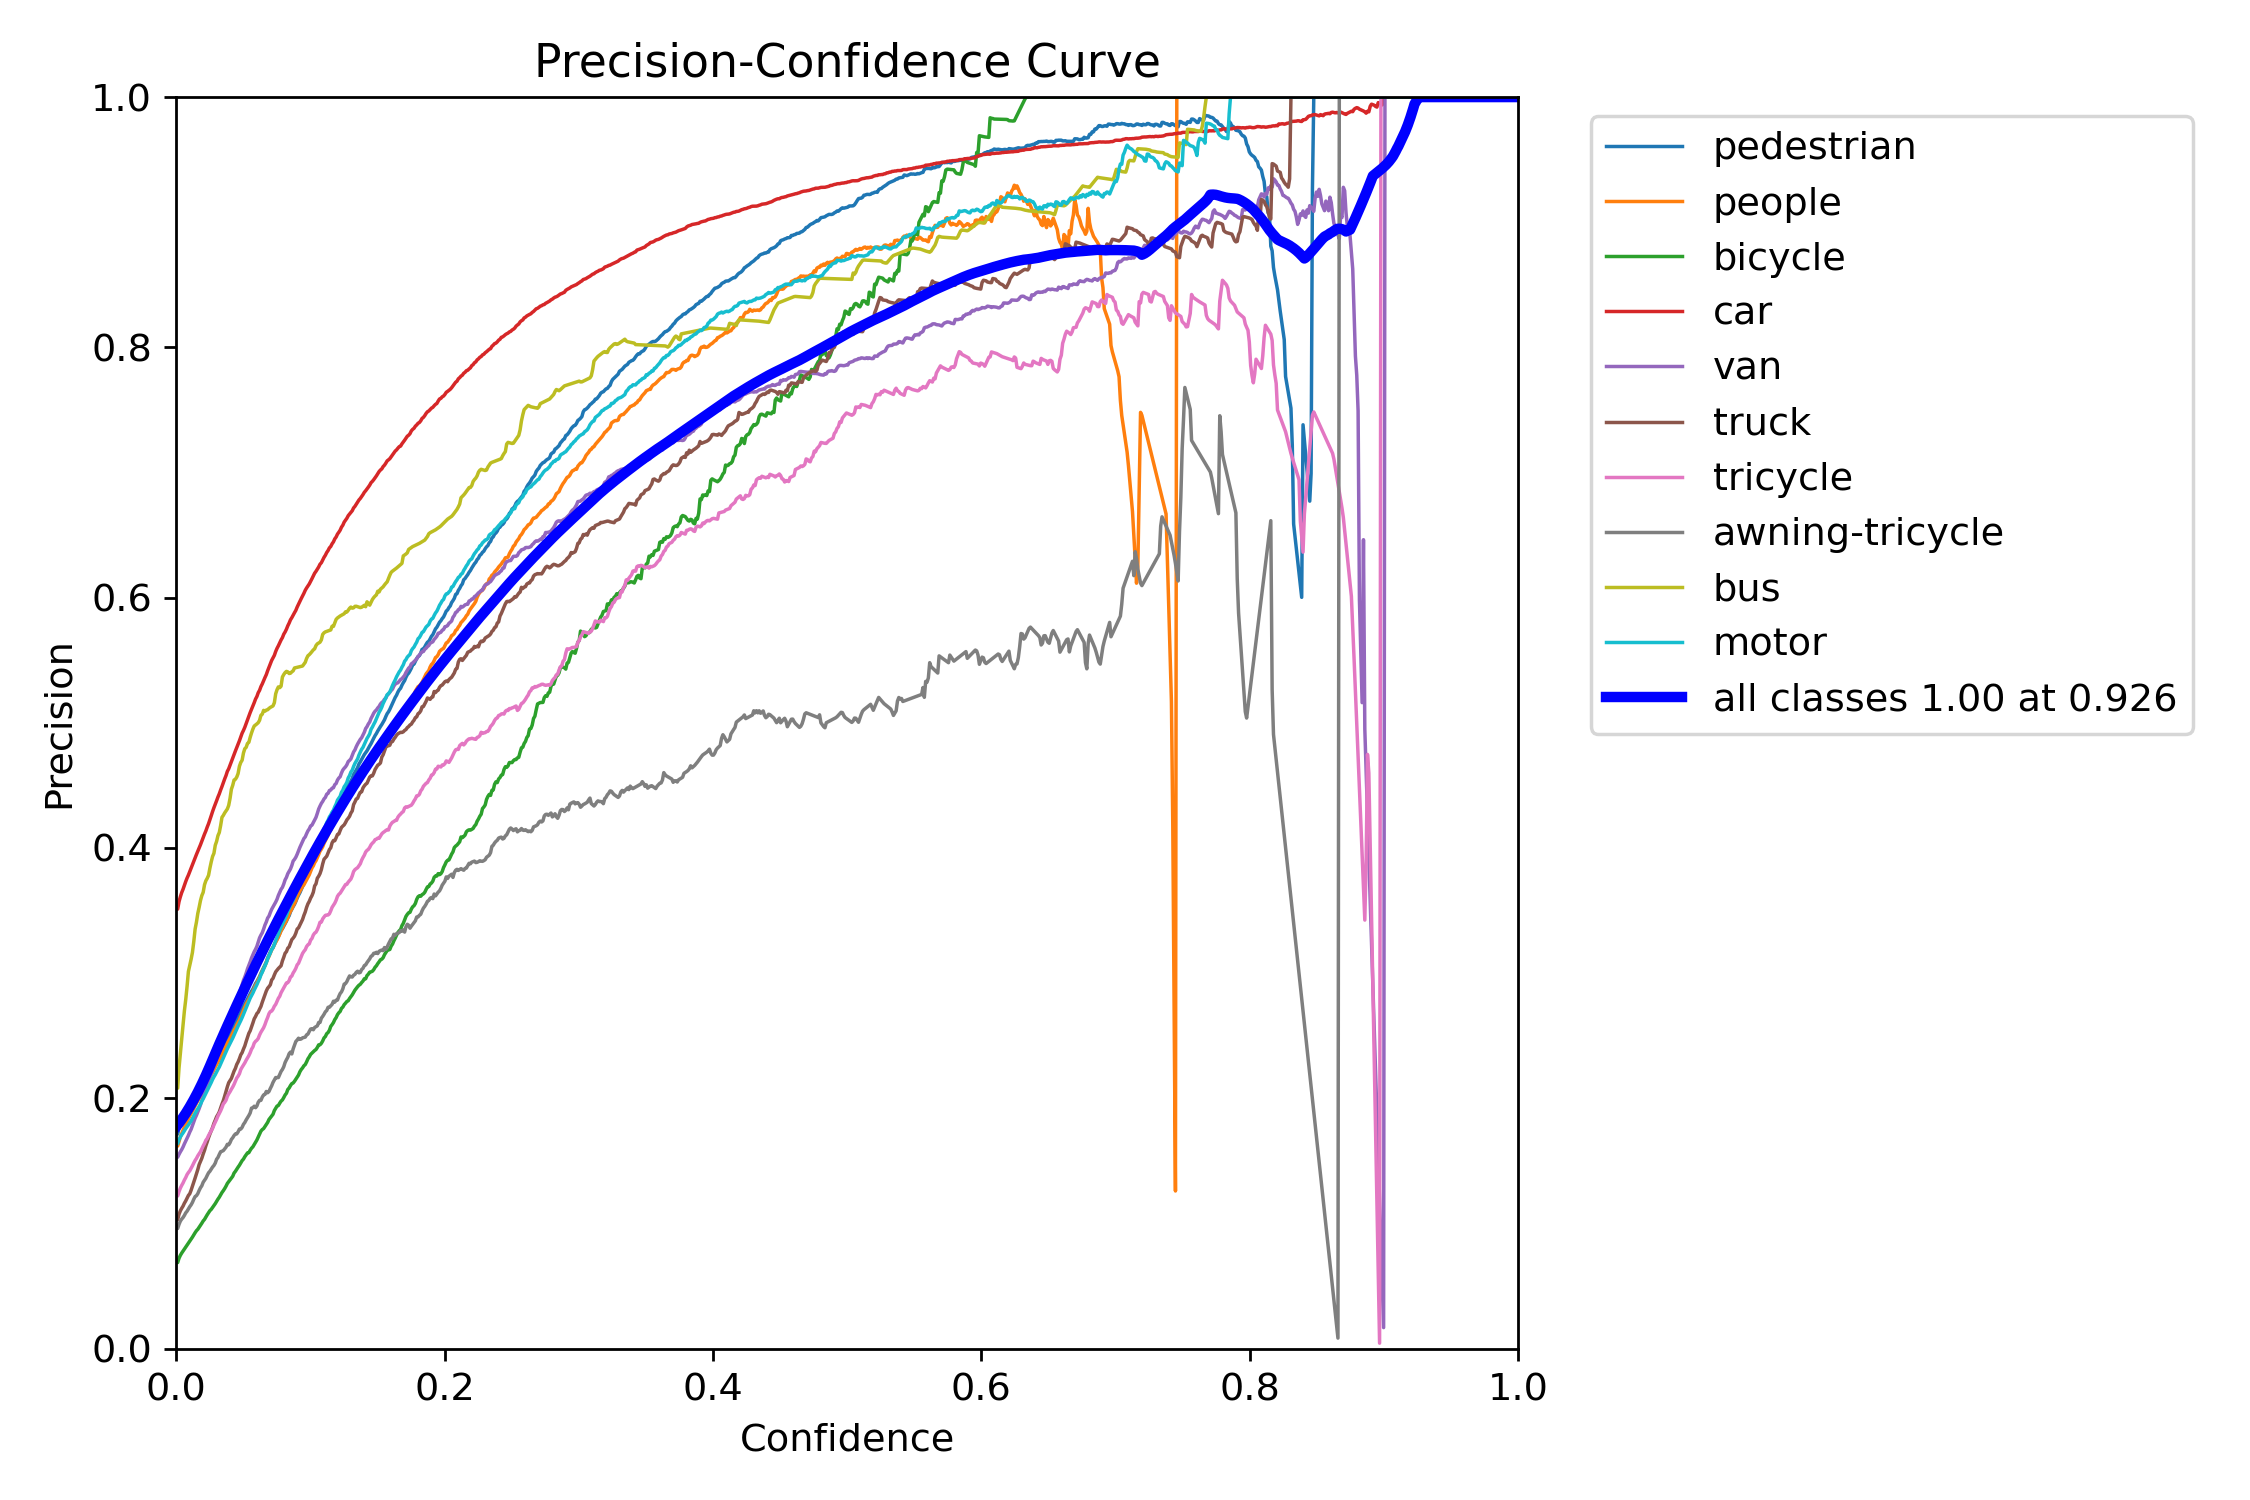 Precision-Confidence Curve
1.0
0.8
0.6
0.4
0.2
0.0
Precision
0.0 0.2 0.4 0.6 0.8 1.0
Confidence
pedestrian
people
bicycle
car
van
truck
tricycle
awning-tricycle
bus
motor
all classes 1.00 at 0.926